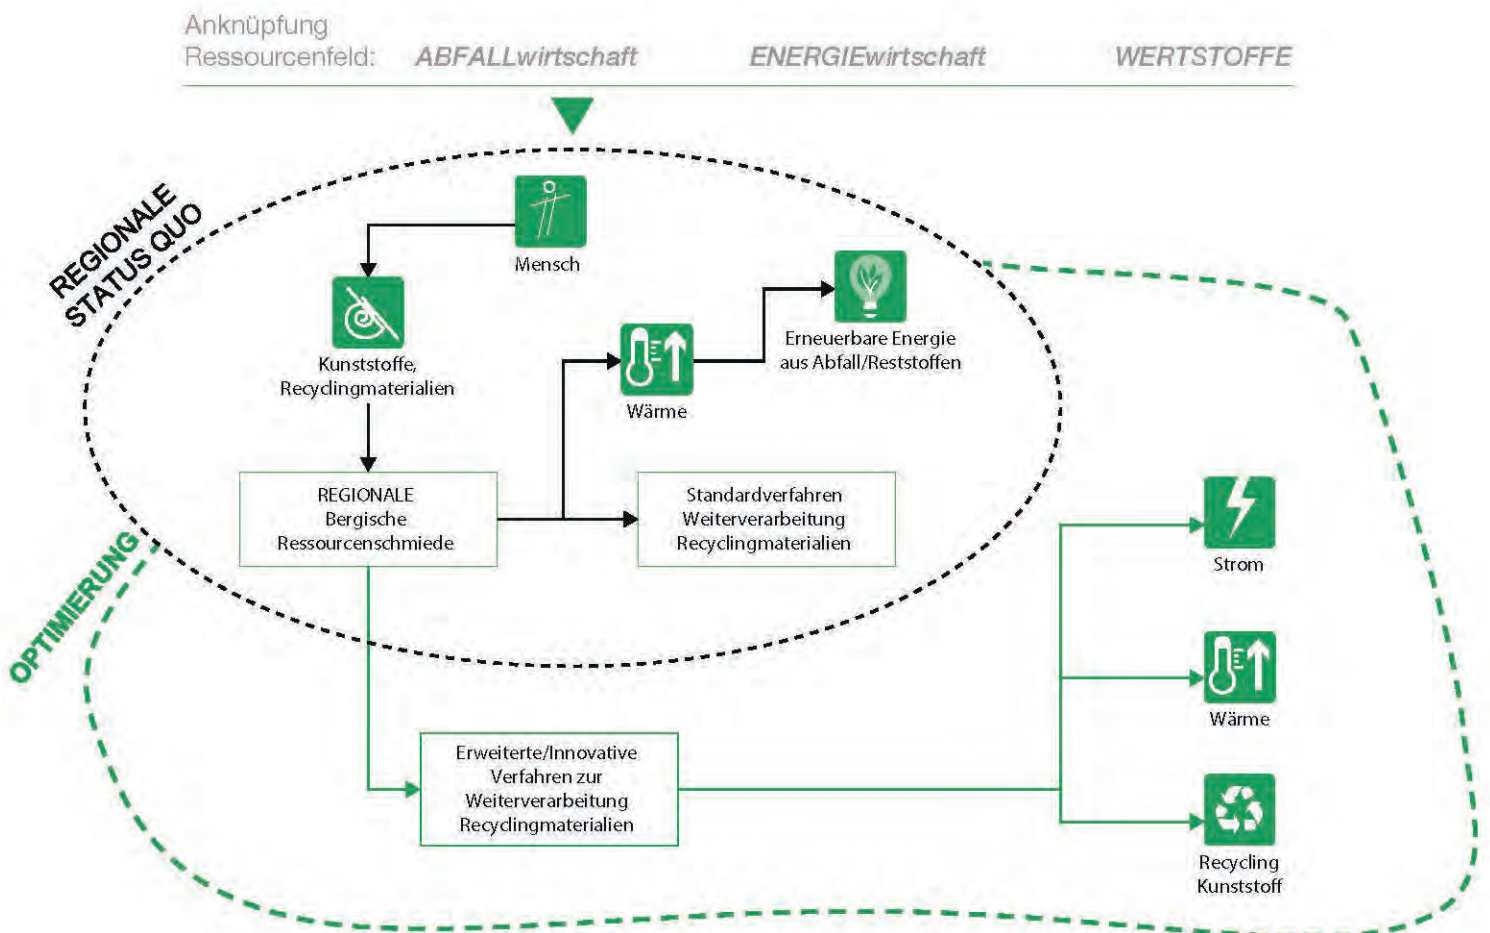 Anknüpfung
Ressourcenfeld: ABFALLwirtschaft ENERGIEwirtschaft WERTSTOFFE
REGIONALE
STATUS QUO
Mensch
Kunststoffe,
Recyclingmaterialien
Erneuerbare Energie
aus Abfall/Reststoffen
Wärme
REGIONALE
Bergische
Ressourcenschmiede
Standardverfahren
Weiterverarbeitung
Recyclingmaterialien
OPTIMIERUNG
Strom
Wärme
Erweiterte/Innovative
Verfahren zur
Weiterverarbeitung
Recyclingmaterialien
Recycling
Kunststoff